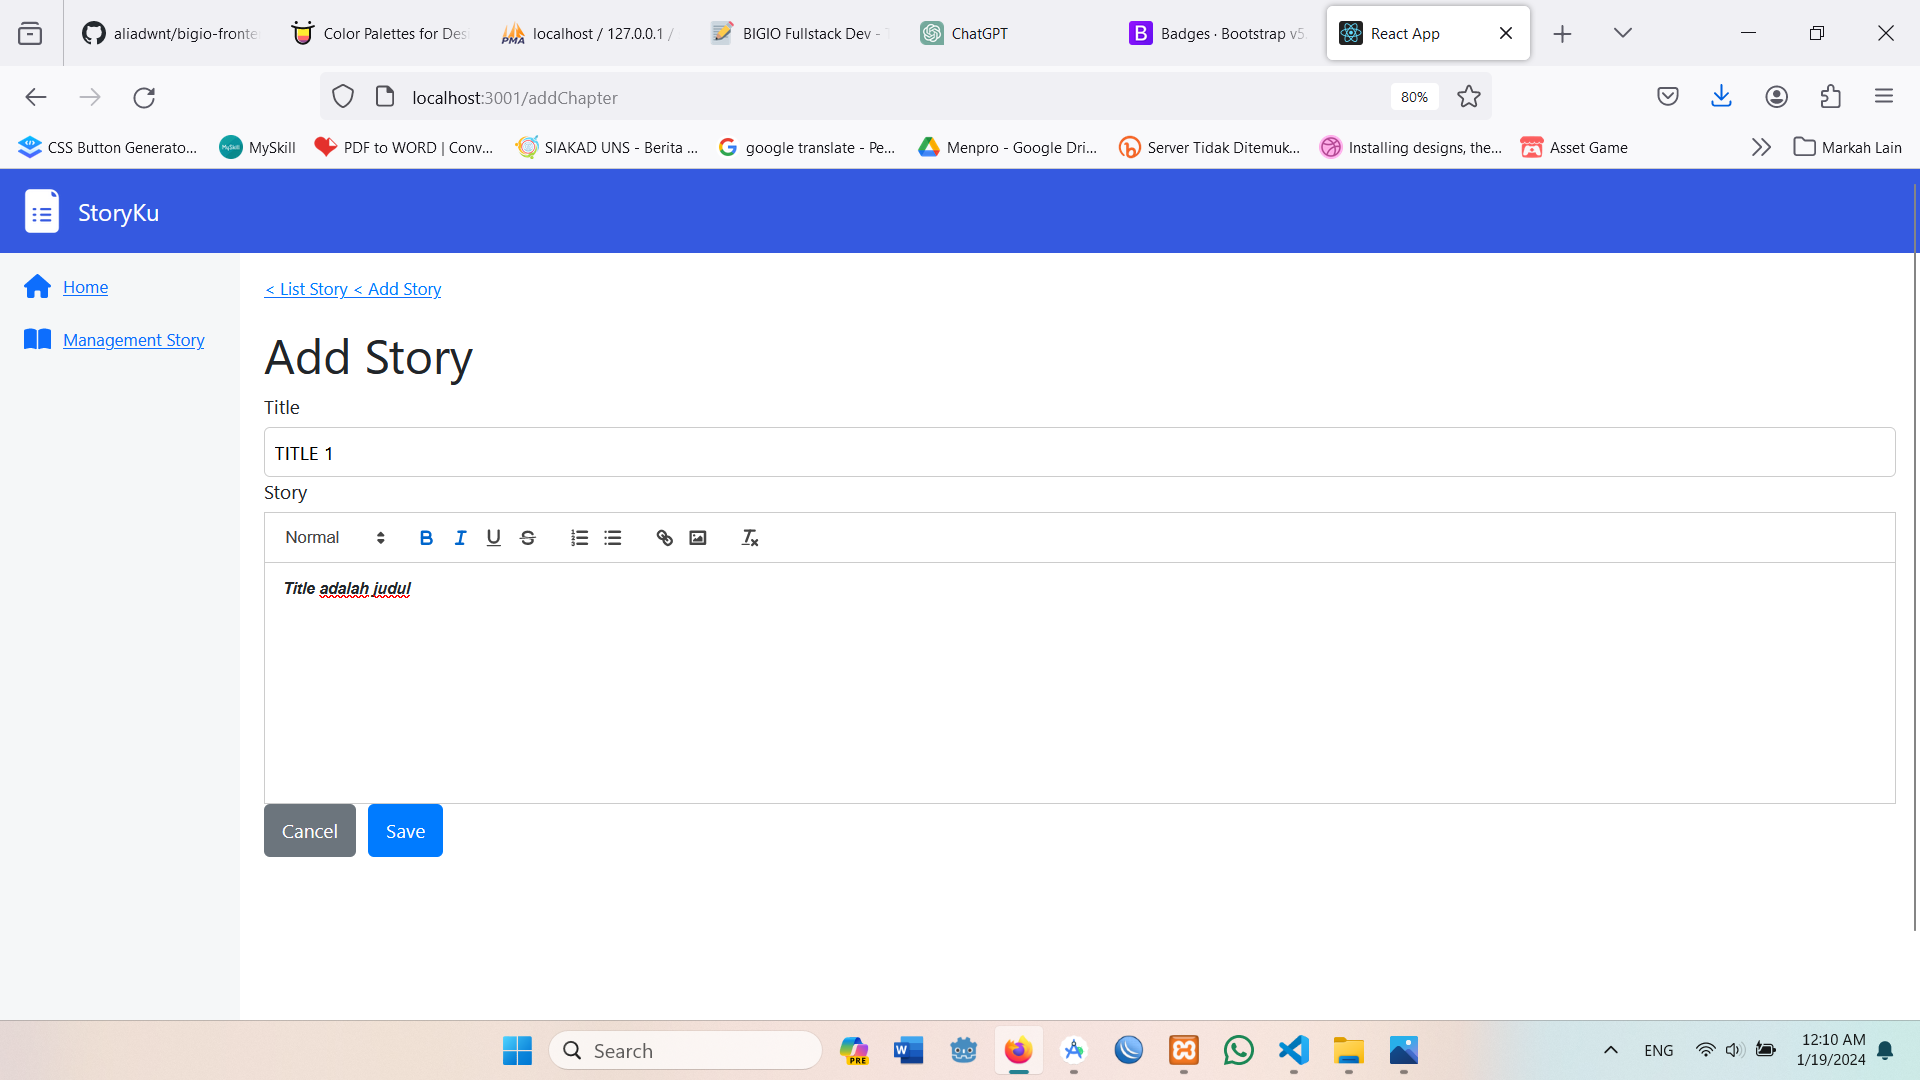 aliadwnt/bigio-fronte
Color Palettes for Des
localhost / 127.0.0.1 /
BIGIO Fullstack Dev - T
ChatGPT
Badges · Bootstrap v5.
React App
localhost:3001/addChapter
80%
CSS Button Generato...
MySkill
PDF to WORD | Conv...
SIAKAD UNS - Berita ...
google translate - Pe...
Menpro - Google Dri...
Server Tidak Ditemuk...
Installing designs, the...
Asset Game
Markah Lain
StoryKu
Home
Management Story
< List Story < Add Story
Add Story
Title
TITLE 1
Story
Normal
Title adalah judul
Cancel
Save
Search
ENG
12:10 AM
1/19/2024